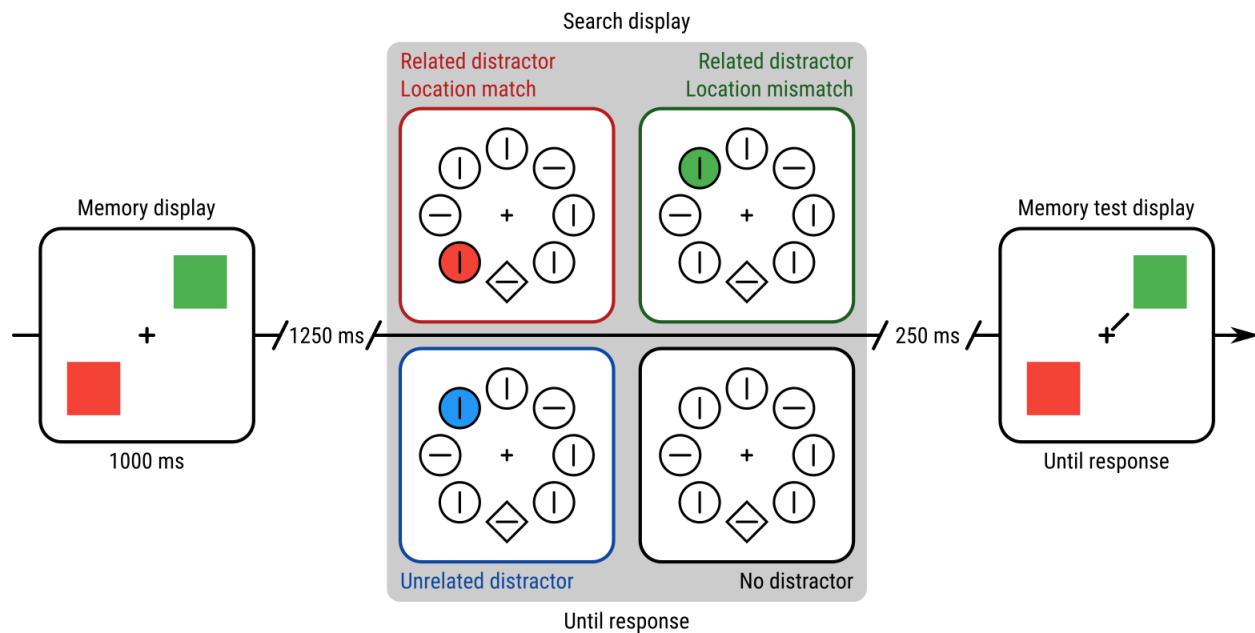 Search display
Related distractor
Location match
Related distractor
Location mismatch
Memory display
1000 ms
1250 ms
Unrelated distractor
No distractor
Until response
250 ms
Memory test display
Until response